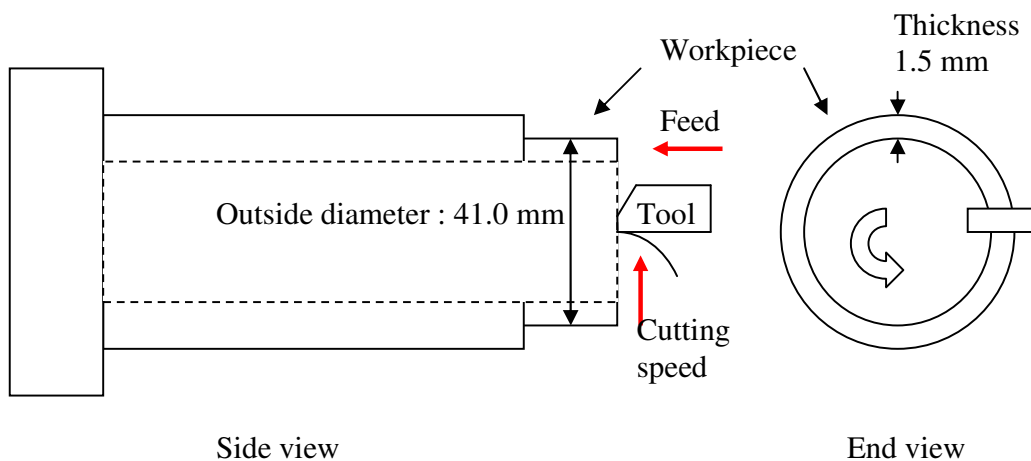 Thickness
1.5 mm
Workpiece
Feed
Outside diameter : 41.0 mm
Tool
Cutting
speed
Side view
End view